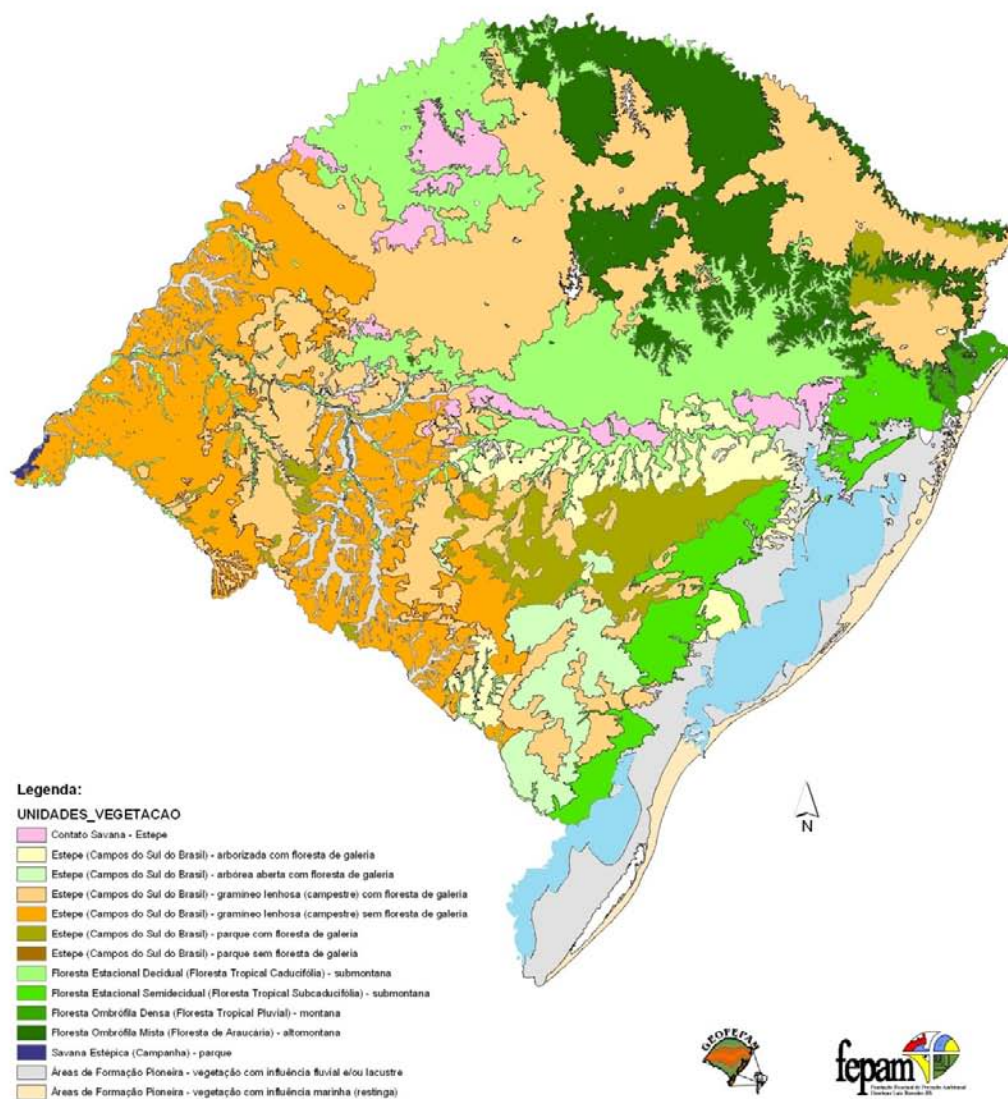 N
Legenda:
UNIDADES_VEGETACAO
Contato Savana - Estepe
Estepe (Campos do Sul do Brasil) - arborizada com floresta de galeria
Estepe (Campos do Sul do Brasil) - arbórea aberta com floresta de galeria
Estepe (Campos do Sul do Brasil) - gramíneo lenhosa (campestre) com floresta de galeria
Estepe (Campos do Sul do Brasil) - gramíneo lenhosa (campestre) sem floresta de galeria
Estepe (Campos do Sul do Brasil) - parque com floresta de galeria
Estepe (Campos do Sul do Brasil) - parque sem floresta de galeria
Floresta Estacional Decidual (Floresta Tropical Caducifólia) - submontana
Floresta Estacional Semidecidual (Floresta Tropical Subcaducifólia) - submontana
Floresta Ombrófila Densa (Floresta Tropical Pluvial) - montana
Floresta Ombrófila Mista (Floresta de Araucária) - altomontana
Savana Estépica (Campanha) - parque
Áreas de Formação Pioneira - vegetação com influência fluvial e/ou lacustre
Áreas de Formação Pioneira - vegetação com influência marinha (restinga)
GEOFEPAM
fepam